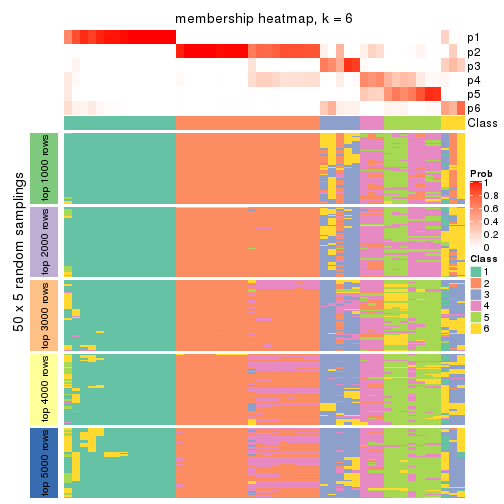 membership heatmap, k = 6
p1
p2
p3
p4
p5
p6
Class
50 x 5 random samplings
top 1000 rows
top 2000 rows
top 3000 rows
top 4000 rows
top 5000 rows
Prob
1
0.8
0.6
0.4
0.2
0
Class
1
2
3
4
5
6